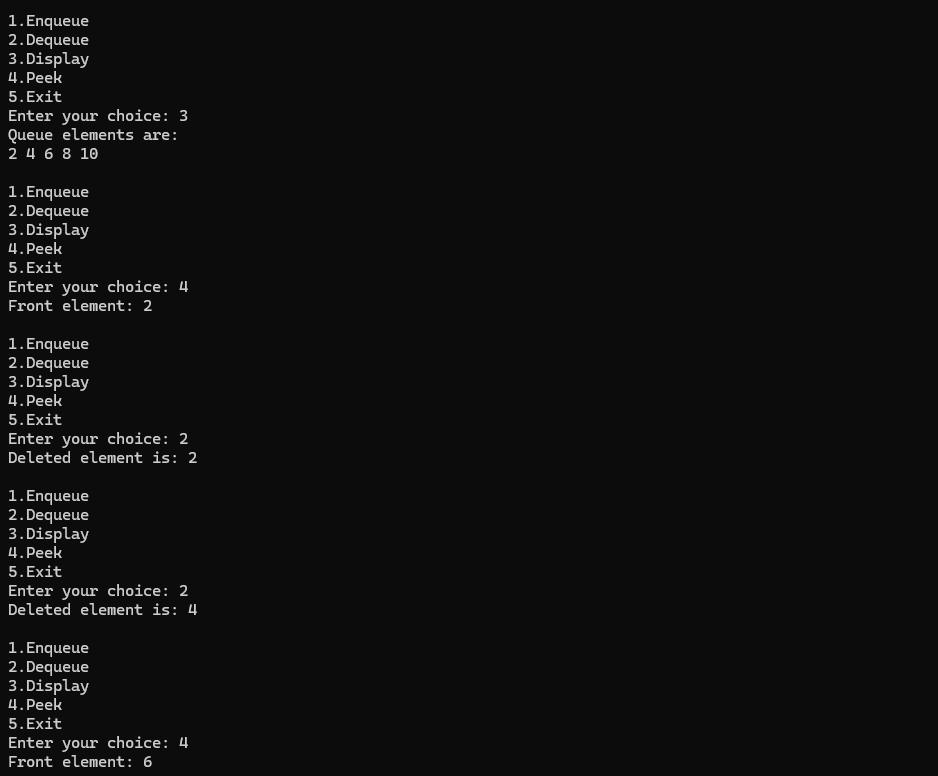 1.Enqueue
2.Dequeue
3.Display
4.Peek
5.Exit
Enter your choice: 3
Queue elements are:
2 4 6 8 10
1.Enqueue
2.Dequeue
3.Display
4.Peek
5.Exit
Enter your choice: 4
Front element: 2
1.Enqueue
2.Dequeue
3.Display
4.Peek
5.Exit
Enter your choice: 2
Deleted element is: 2
1.Enqueue
2.Dequeue
3.Display
4.Peek
5.Exit
Enter your choice: 2
Deleted element is: 4
1.Enqueue
2.Dequeue
3.Display
4.Peek
5.Exit
Enter your choice: 4
Front element: 6